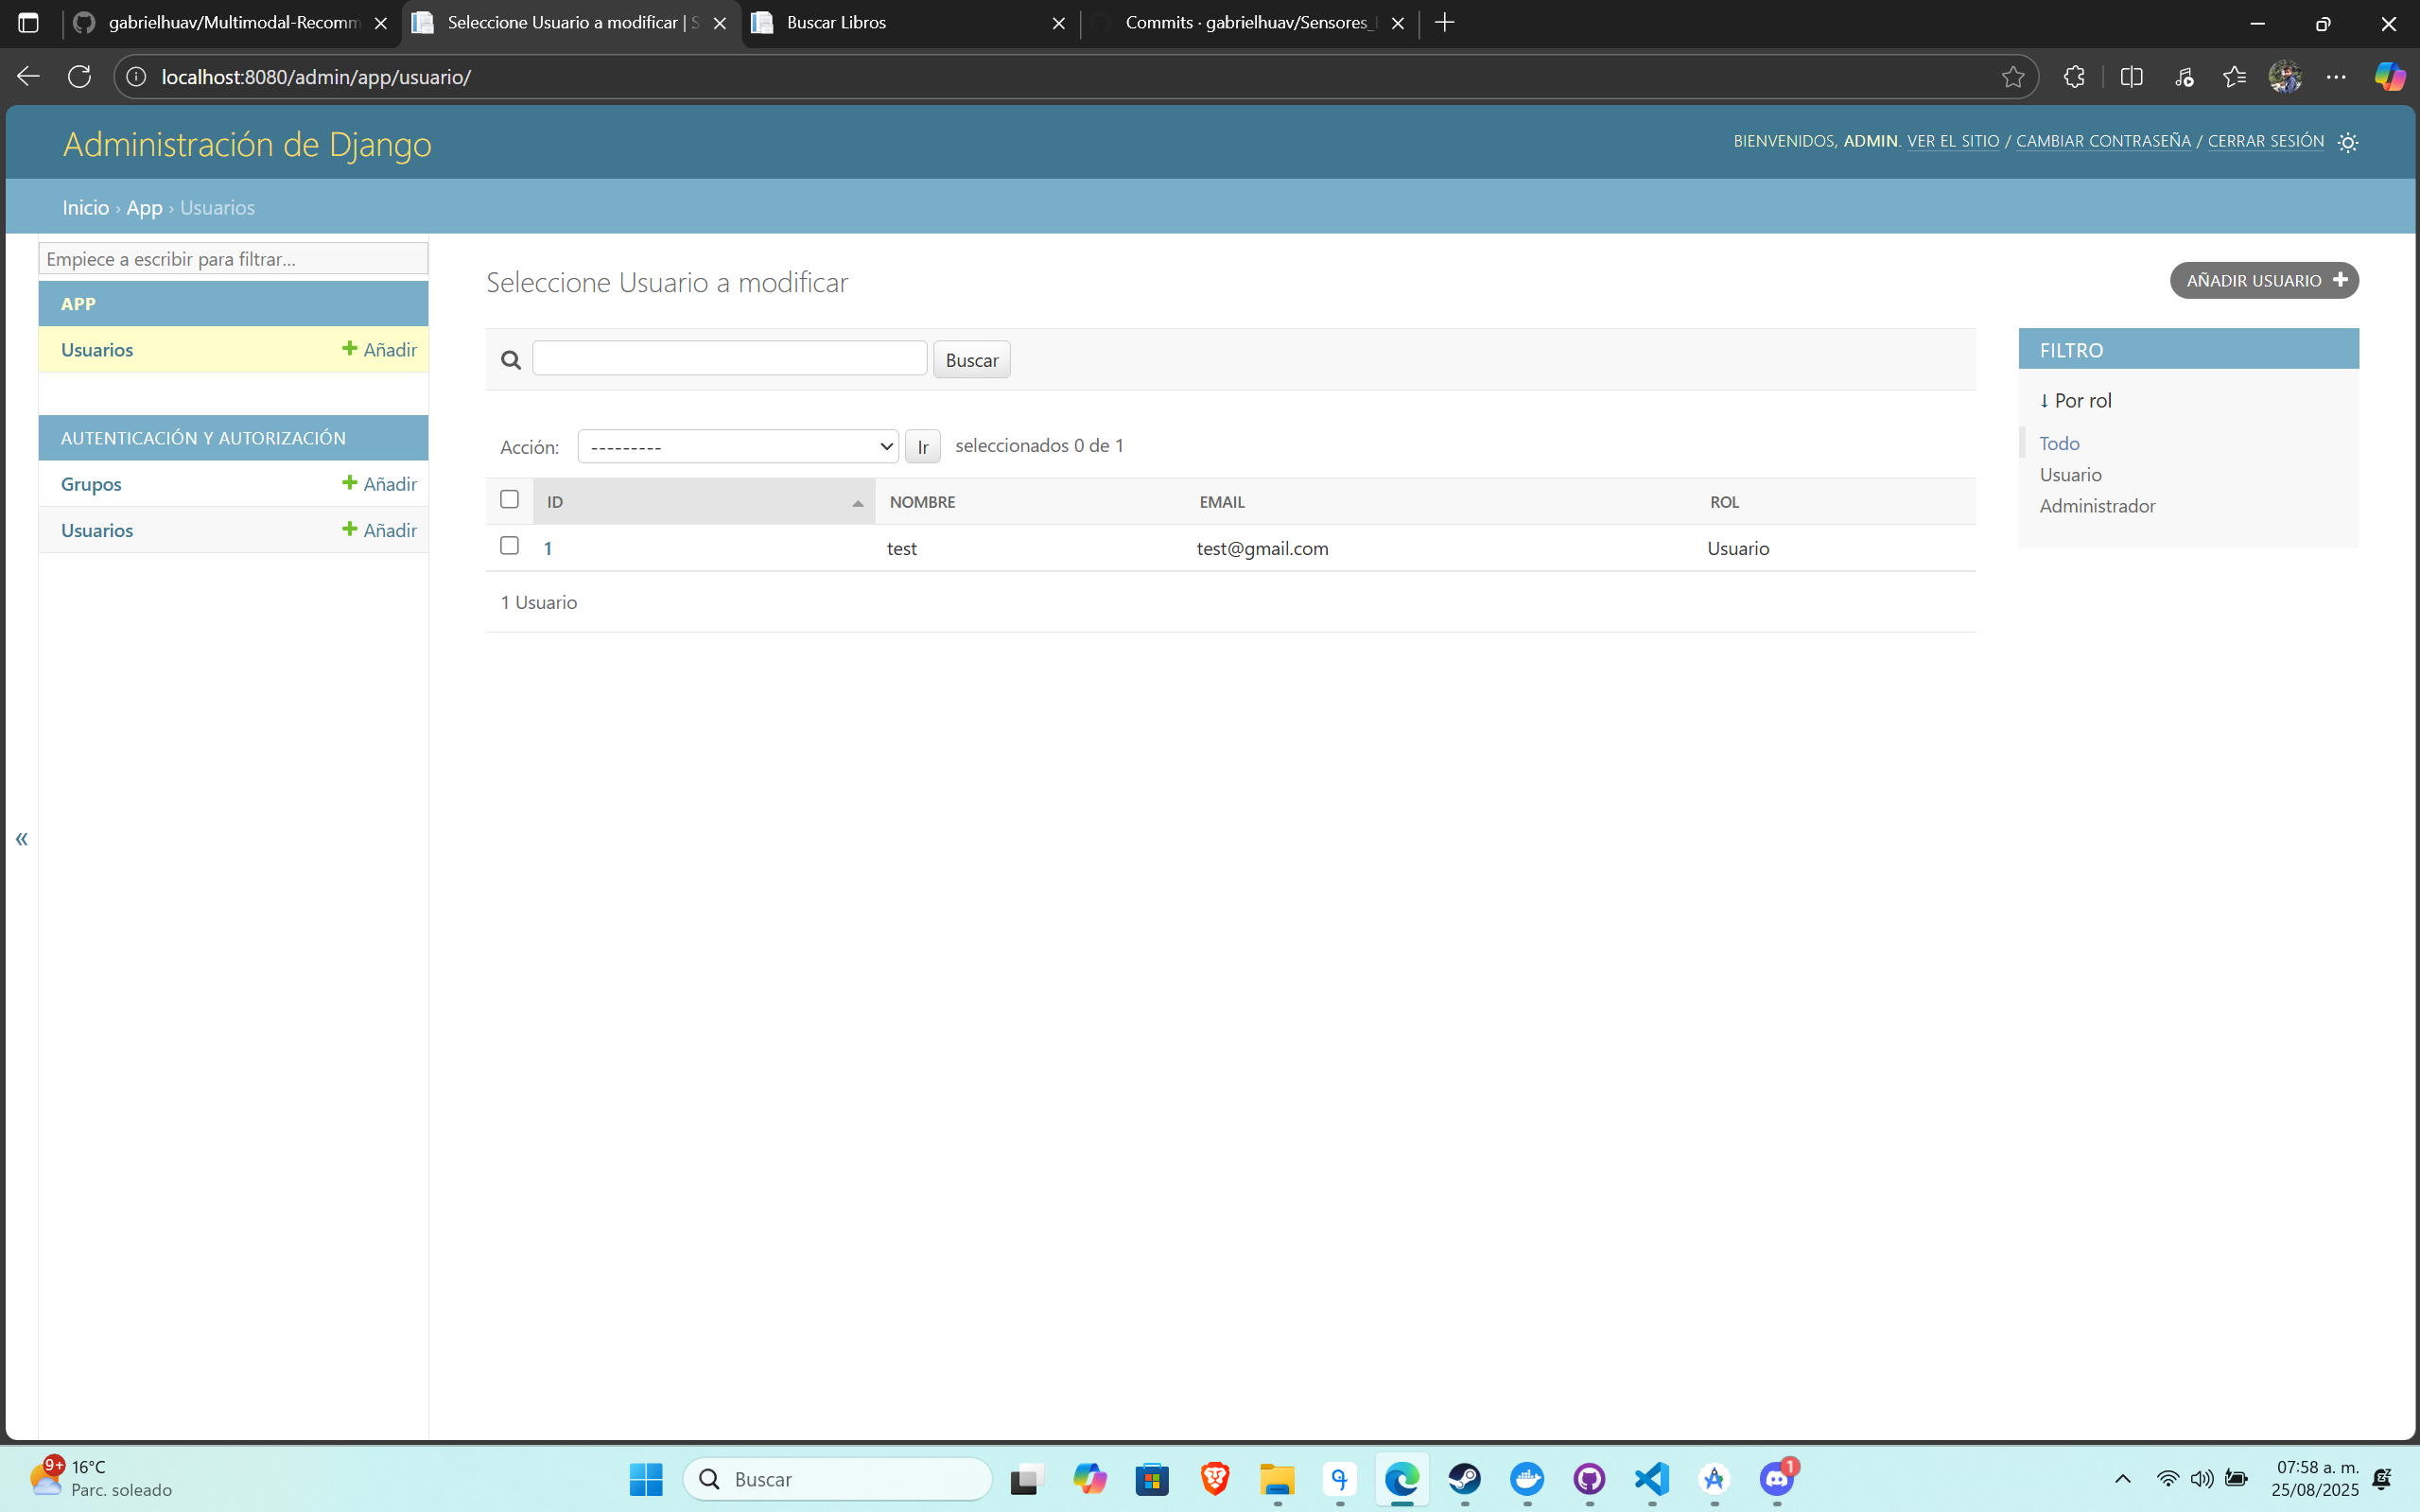 gabrielhuav/Multimodal-Recomm
Seleccione Usuario a modificar | S
Buscar Libros
Commits · gabrielhuav/Sensores_
localhost:8080/admin/app/usuario/
Administración de Django
BIENVENIDOS, ADMIN. VER EL SITIO / CAMBIAR CONTRASEÑA / CERRAR SESIÓN
Inicio › App › Usuarios
Empiece a escribir para filtrar...
APP
Usuarios
Añadir
AUTENTICACIÓN Y AUTORIZACIÓN
Grupos
Añadir
Usuarios
Añadir
«
Seleccione Usuario a modificar
AÑADIR USUARIO
Buscar
Acción:
---------
Ir
seleccionados 0 de 1
ID NOMBRE EMAIL ROL
1 test test@gmail.com Usuario
1 Usuario
FILTRO
↓ Por rol
Todo
Usuario
Administrador
9+
16°C
Parc. soleado
Buscar
1
07:58 a. m.
25/08/2025